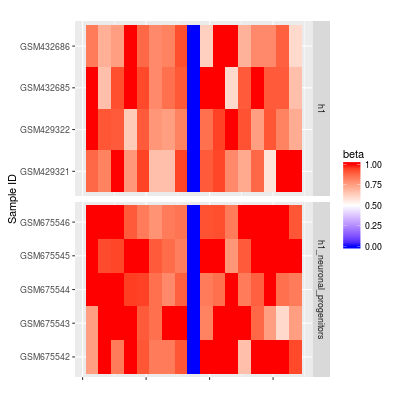 Sample ID
GSM432686
GSM432685
GSM429322
GSM429321
h1
GSM675546
GSM675545
GSM675544
GSM675543
GSM675542
h1_neuronal_progenitors
beta
1.00
0.75
0.50
0.25
0.00